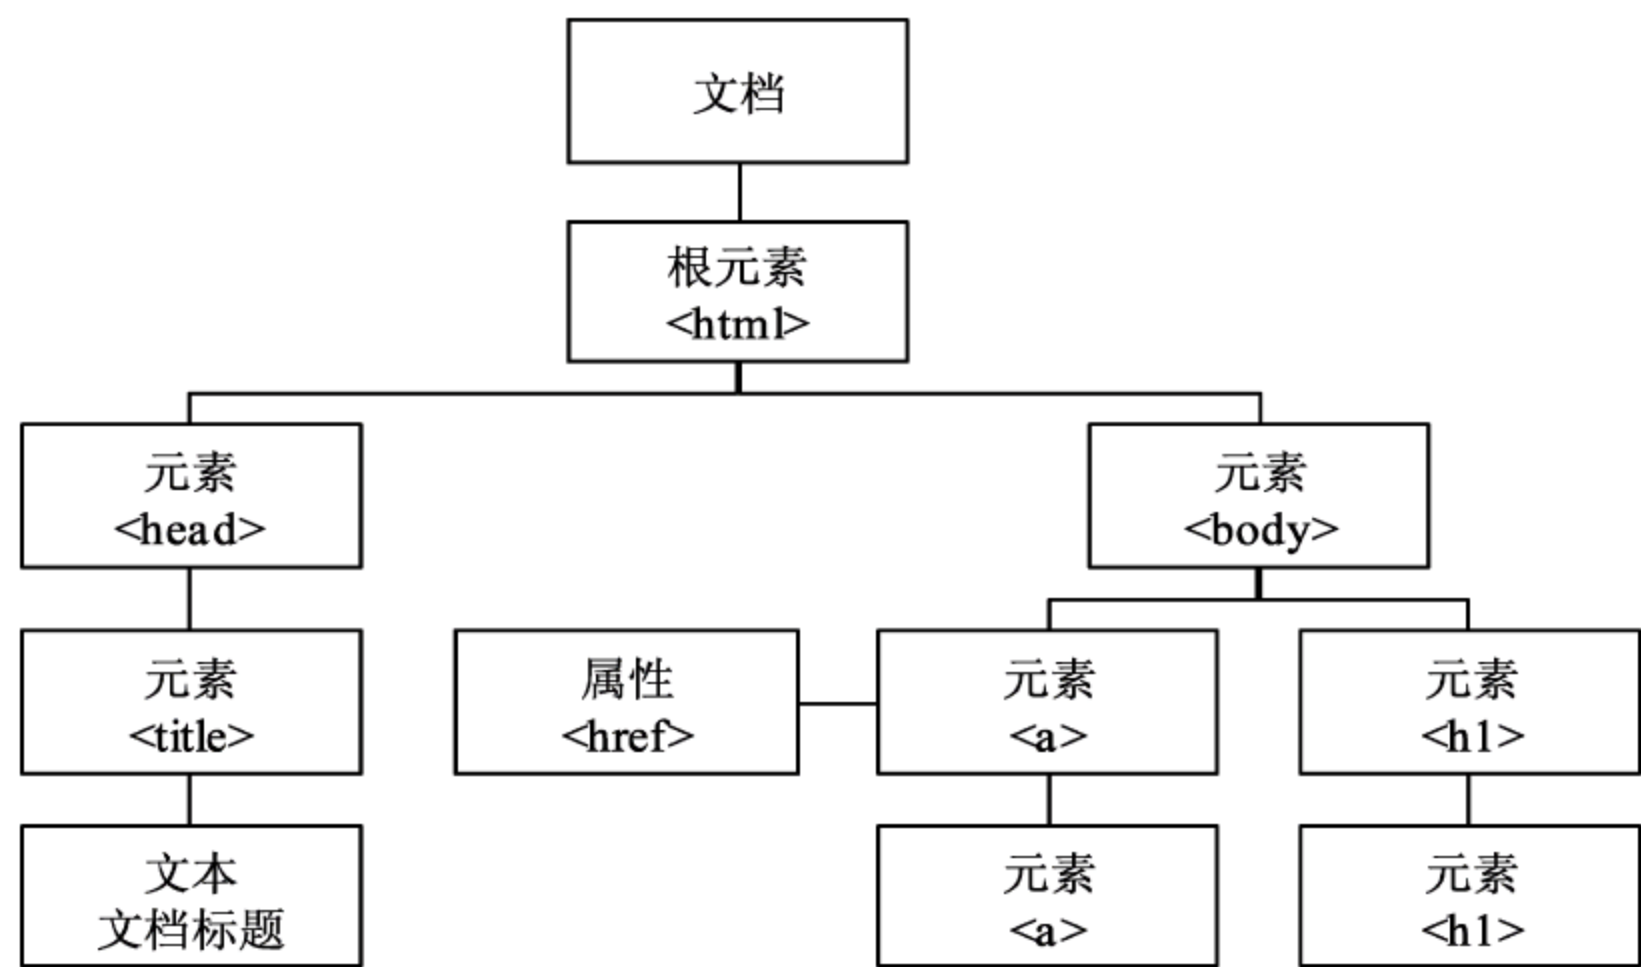 文档
根元素
<html>
元素
<head>
元素
<body>
元素
<title>
属性
<href>
元素
<a>
元素
<h1>
文本
文档标题
元素
<a>
元素
<h1>